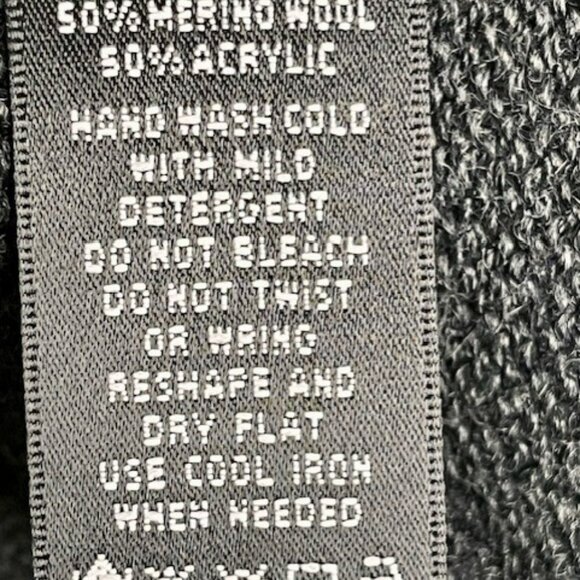 50% MERINO WOOL
50% ACRYLIC
HAND WASH COLD
WITH MILD
DETERGENT
DO NOT BLEACH
DO NOT TWIST
OR WRING
RESHAPE AND
DRY FLAT
USE COOL IRON
WHEN NEEDED